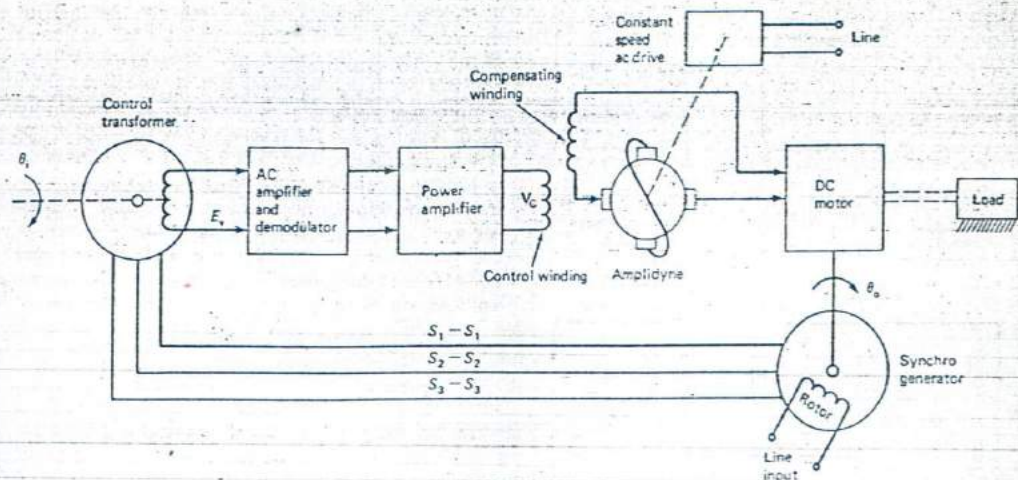 Constant
speed
ac drive
Line
Compensating
winding
Control
transformer
θr
AC
amplifier
and
demodulator
Ev
Power
amplifier
VC
Control winding
Amplidyne
DC
motor
Load
θo
S1 – S1
S2 – S2
S3 – S3
Synchro
generator
Rotor
Line
input